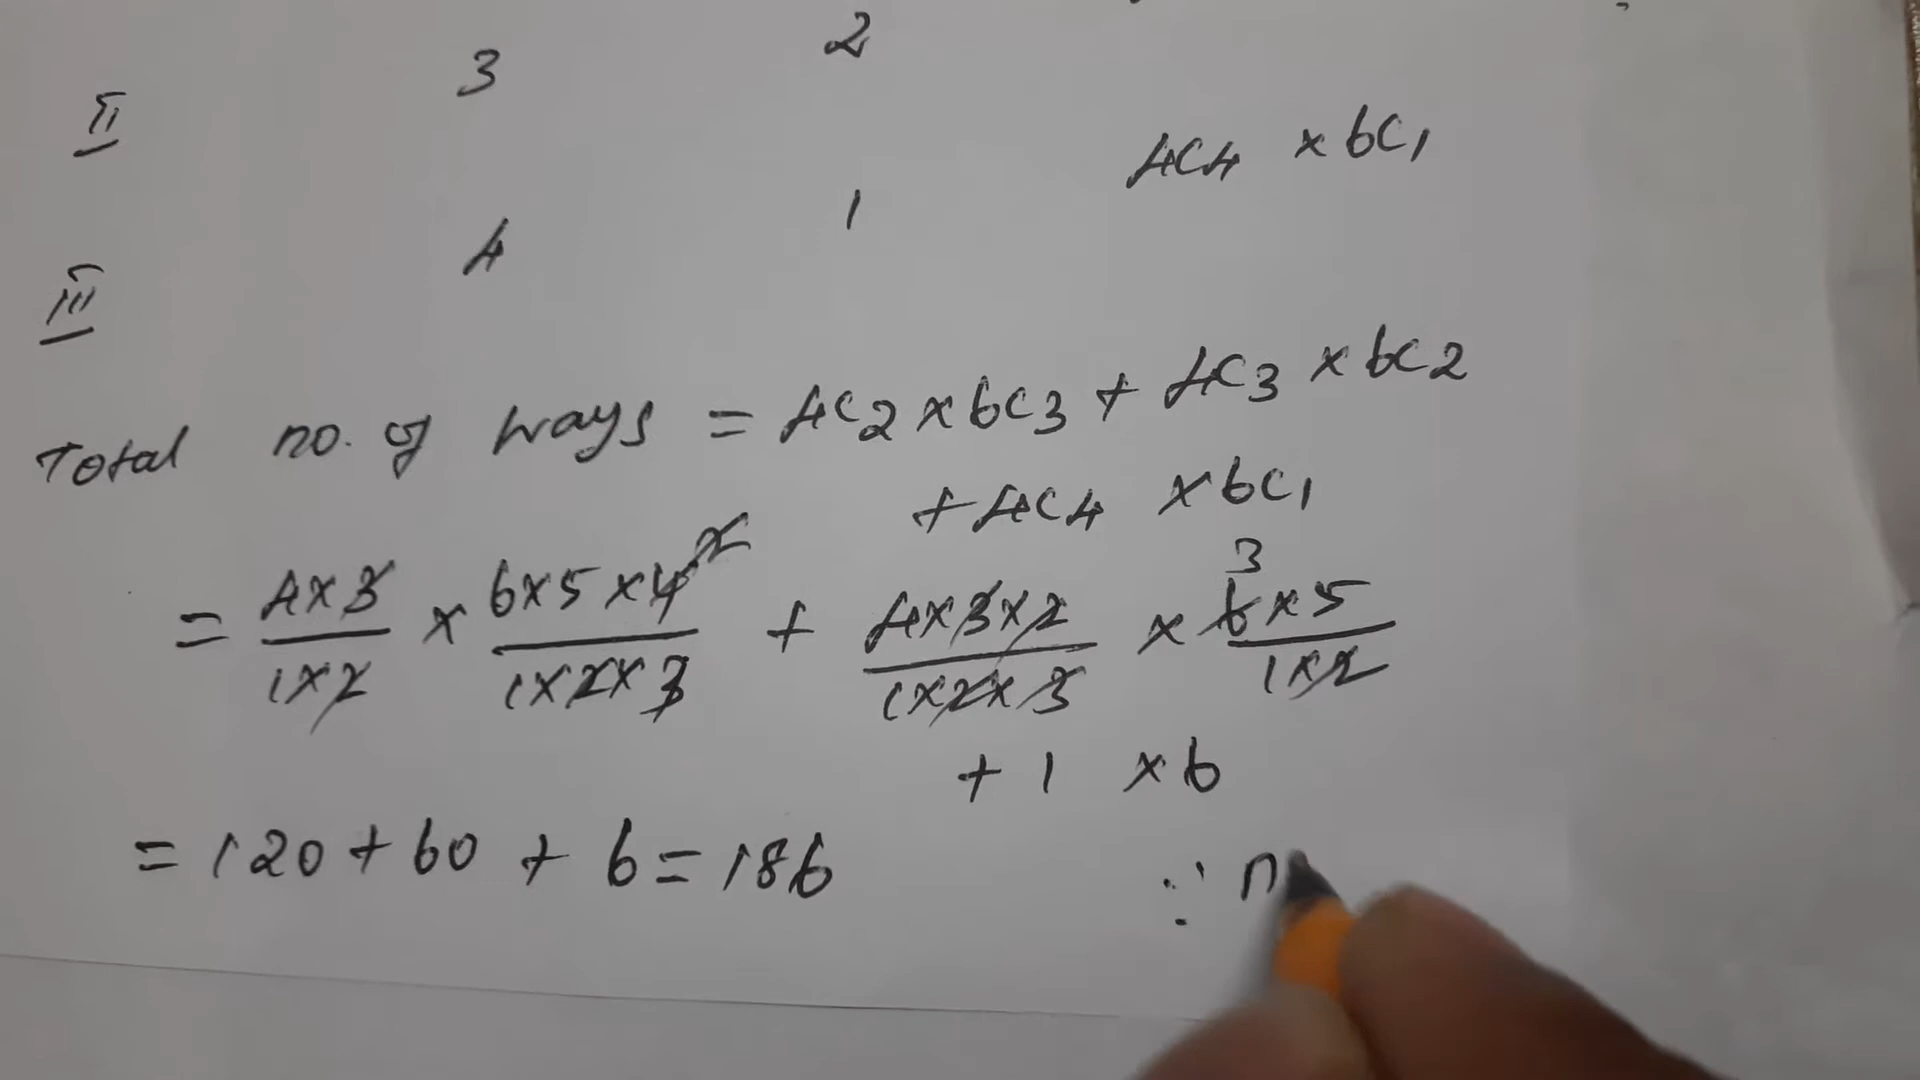 II 3 2
4C4 × 6C1
III 4 1
Total no. of ways = 4C2 × 6C3 + 4C3 × 6C2
+ 4C4 × 6C1
= 4×3/1×2 × 6×5×4 2/1×2×3 + 4×3×2/1×2×3 × 3 6×5/1×2
+ 1 × 6
= 120 + 60 + 6 = 186 ∵ n